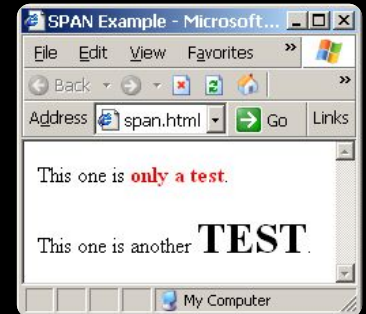 SPAN Example - Microsoft...
File Edit View Favorites »
Back »
Address span.html Go Links
This one is only a test.
This one is another TEST.
My Computer